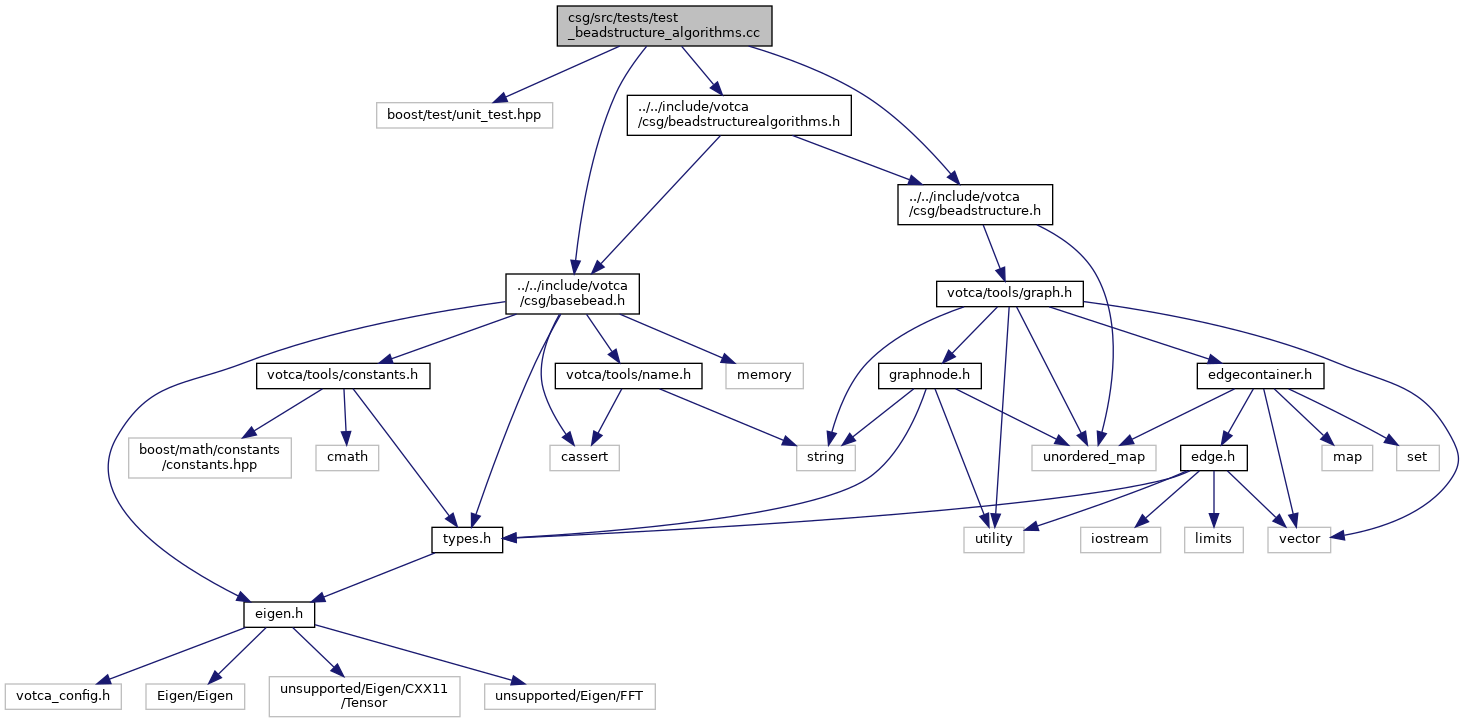 csg/src/tests/test
_beadstructure_algorithms.cc
boost/test/unit_test.hpp
../../include/votca
/csg/beadstructurealgorithms.h
../../include/votca
/csg/beadstructure.h
../../include/votca
/csg/basebead.h
votca/tools/graph.h
votca/tools/constants.h
votca/tools/name.h
memory
graphnode.h
edgecontainer.h
boost/math/constants
/constants.hpp
cmath
cassert
string
unordered_map
edge.h
map
set
types.h
utility
iostream
limits
vector
eigen.h
votca_config.h
Eigen/Eigen
unsupported/Eigen/CXX11
/Tensor
unsupported/Eigen/FFT